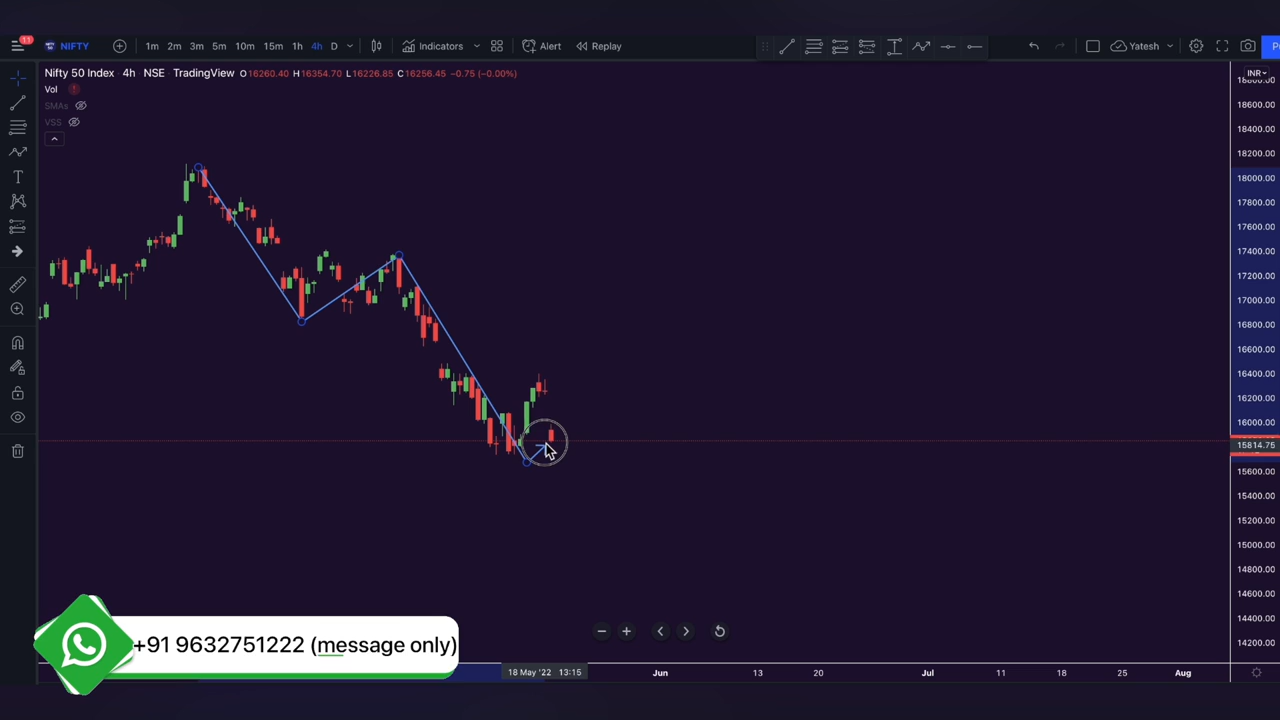 11 NIFTY 1m 2m 3m 5m 10m 15m 1h 4h D Indicators Alert Replay Yatesh
Nifty 50 Index 4h NSE TradingView O16260.40 H16354.70 L16226.85 C16256.45 −0.75 (−0.00%)
INR
Vol
SMAs
VSS
18600.00
18400.00
18200.00
18000.00
17800.00
17600.00
17400.00
17200.00
17000.00
16800.00
16600.00
16400.00
16200.00
16000.00
15814.75
15600.00
15400.00
15200.00
15000.00
14800.00
14600.00
14400.00
14200.00
+91 9632751222 (message only)
18 May '22 13:15 Jun 13 20 Jul 11 18 25 Aug